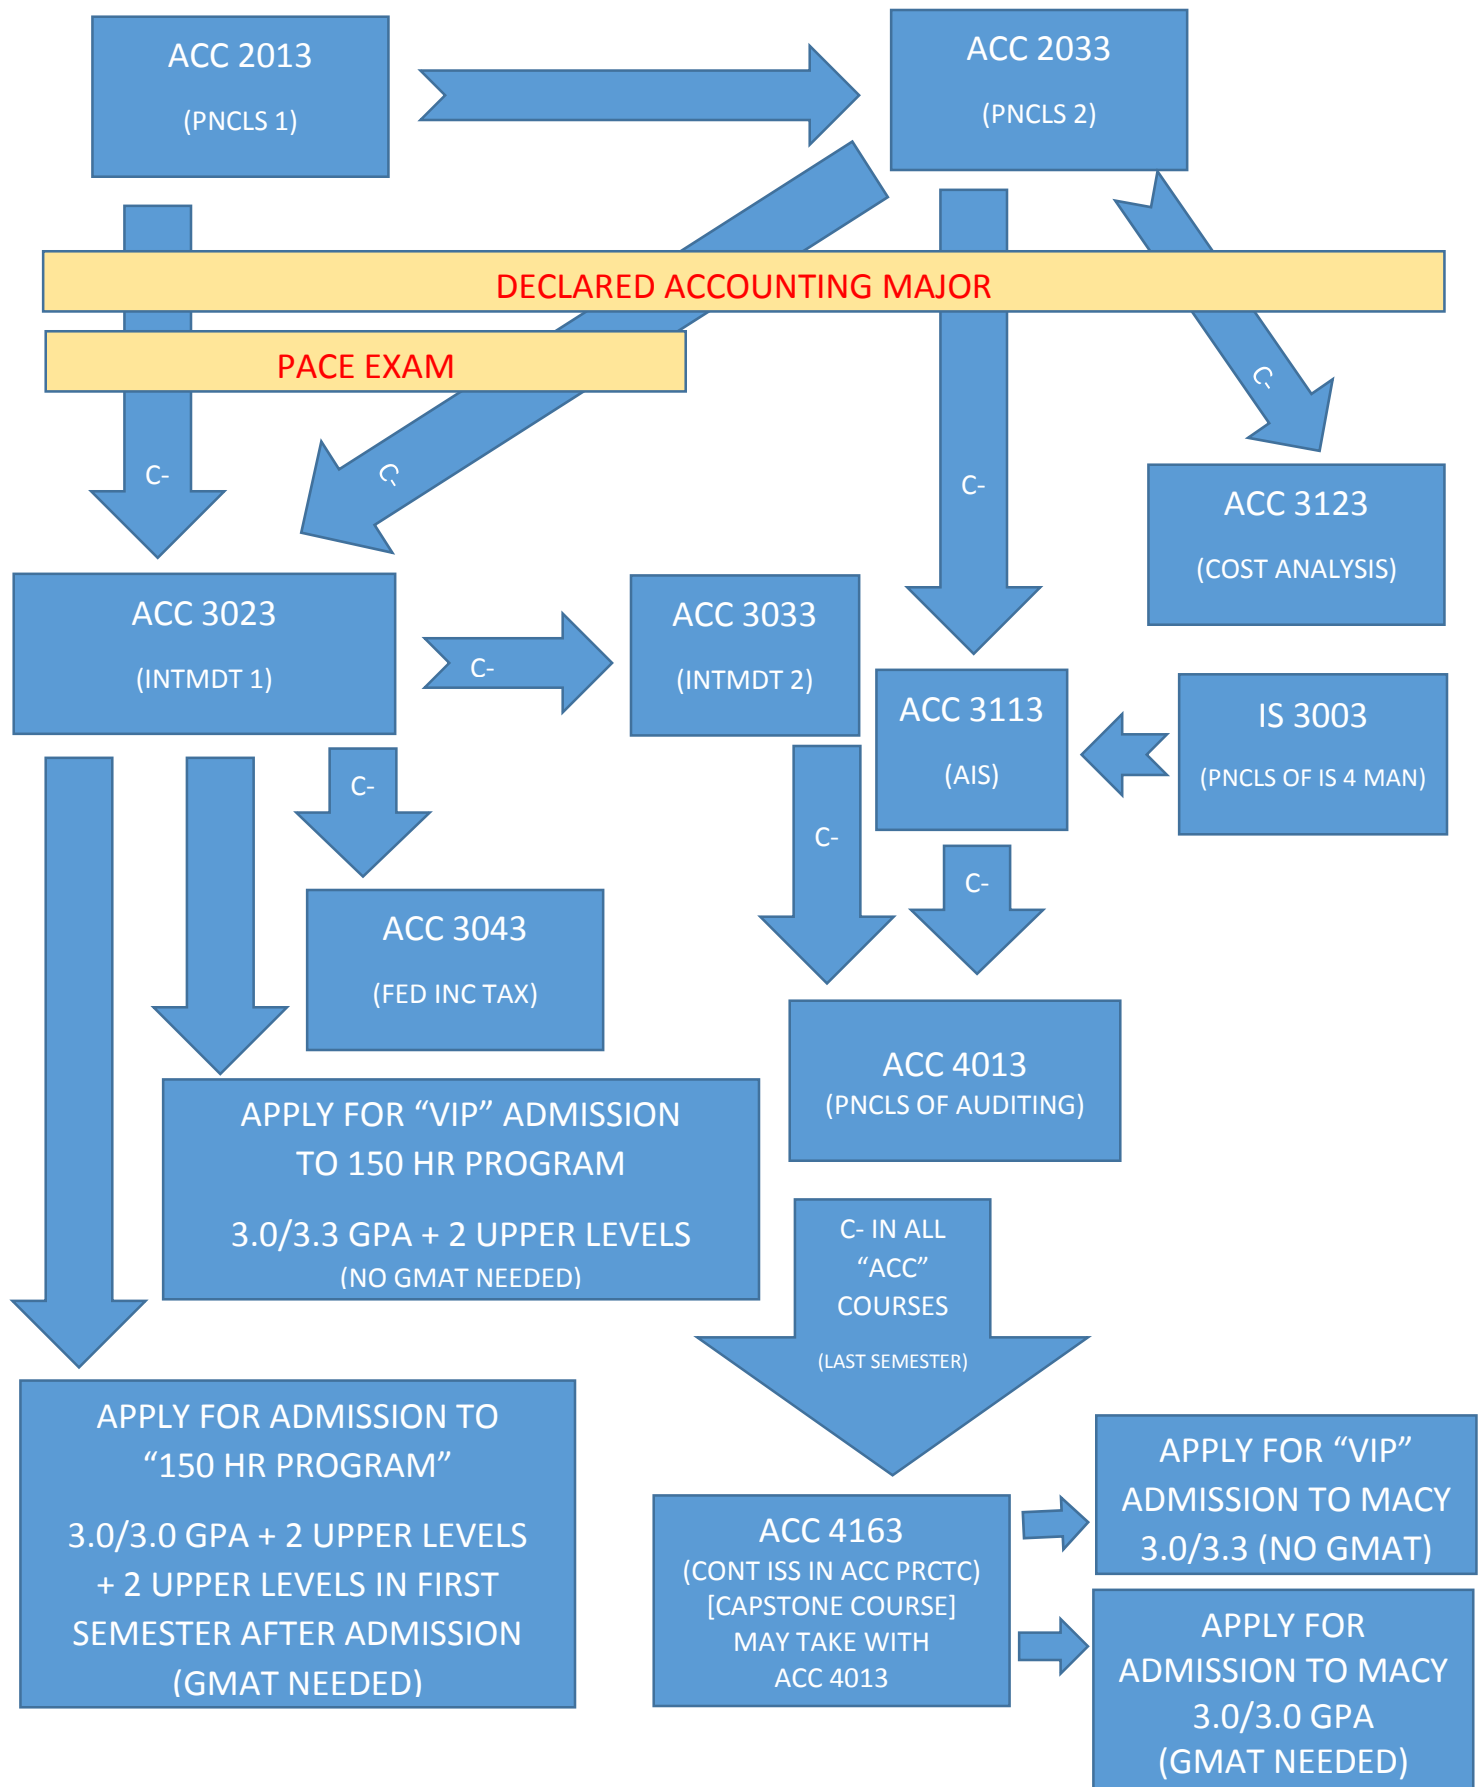 ACC 2013
(PNCLS 1)
ACC 2033
(PNCLS 2)
DECLARED ACCOUNTING MAJOR
PACE EXAM
C-
C-
C-
C-
ACC 3123
(COST ANALYSIS)
ACC 3023
(INTMDT 1)
C-
ACC 3033
(INTMDT 2)
ACC 3113
(AIS)
IS 3003
(PNCLS OF IS 4 MAN)
C-
C-
C-
ACC 3043
(FED INC TAX)
ACC 4013
(PNCLS OF AUDITING)
APPLY FOR “VIP” ADMISSION
TO 150 HR PROGRAM
3.0/3.3 GPA + 2 UPPER LEVELS
(NO GMAT NEEDED)
C- IN ALL
“ACC”
COURSES
(LAST SEMESTER)
APPLY FOR ADMISSION TO
“150 HR PROGRAM”
3.0/3.0 GPA + 2 UPPER LEVELS
+ 2 UPPER LEVELS IN FIRST
SEMESTER AFTER ADMISSION
(GMAT NEEDED)
ACC 4163
(CONT ISS IN ACC PRCTC)
[CAPSTONE COURSE]
MAY TAKE WITH
ACC 4013
APPLY FOR “VIP”
ADMISSION TO MACY
3.0/3.3 (NO GMAT)
APPLY FOR
ADMISSION TO MACY
3.0/3.0 GPA
(GMAT NEEDED)